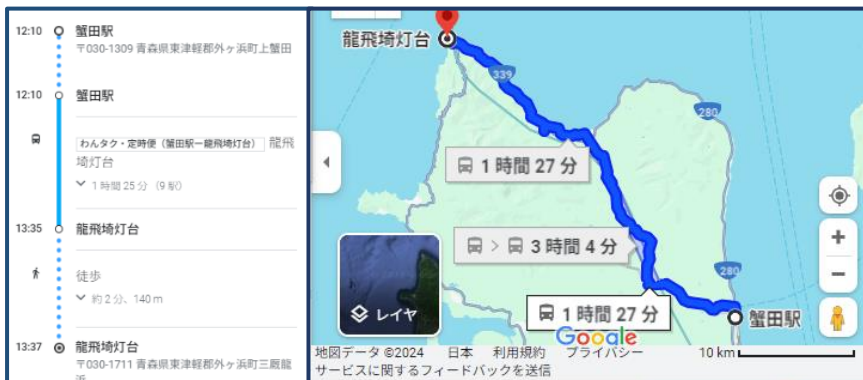 12:10 蟹田駅
〒030-1309 青森県東津軽郡外ヶ浜町上蟹田
12:10 蟹田駅
わんタク・定時便（蟹田駅ー龍飛埼灯台） 龍飛
埼灯台
1 時間 25 分 （9 駅）
13:35 龍飛埼灯台
徒歩
約 2 分、140 m
13:37 龍飛埼灯台
〒030-1711 青森県東津軽郡外ヶ浜町三厩龍
浜
龍飛埼灯台
339
280
280
1 時間 27 分
3 時間 4 分
280
1 時間 27 分
蟹田駅
レイヤ
Google
地図データ ©2024 日本 利用規約 プライバシー 10 km
サービスに関するフィードバックを送信